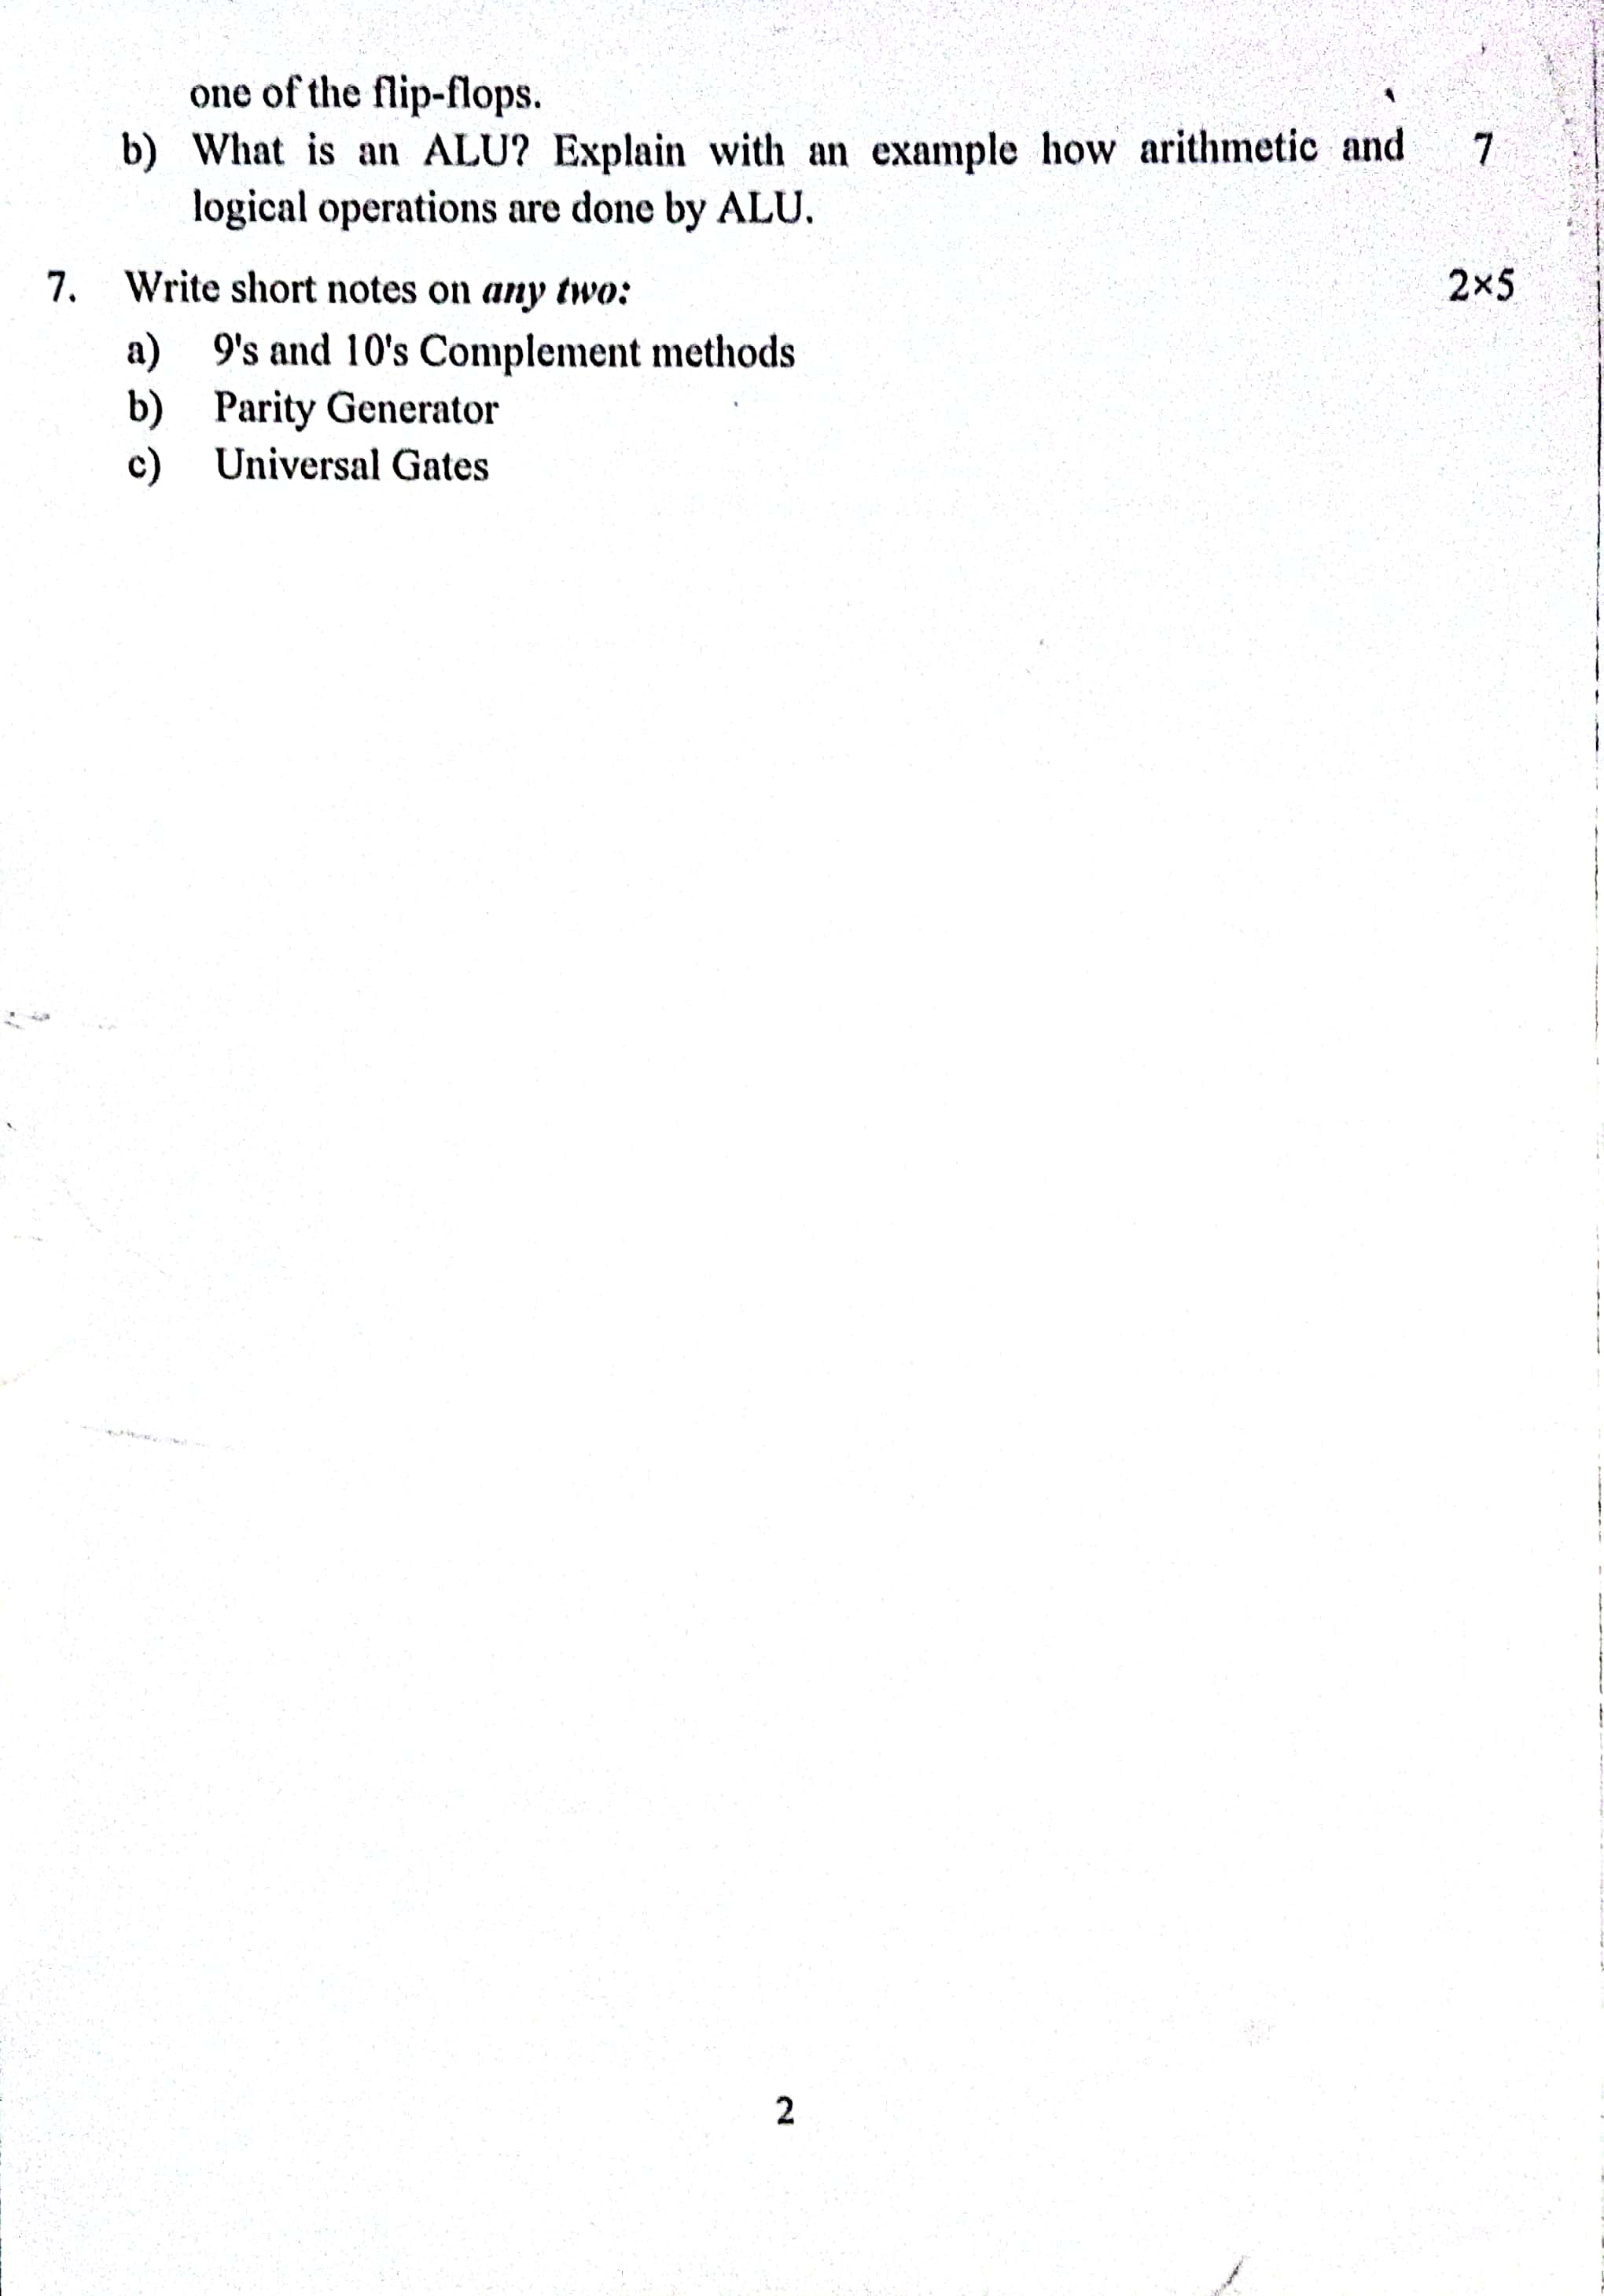 one of the flip-flops.
b) What is an ALU? Explain with an example how arithmetic and 7
logical operations are done by ALU.
7. Write short notes on any two: 2×5
a) 9's and 10's Complement methods
b) Parity Generator
c) Universal Gates
2